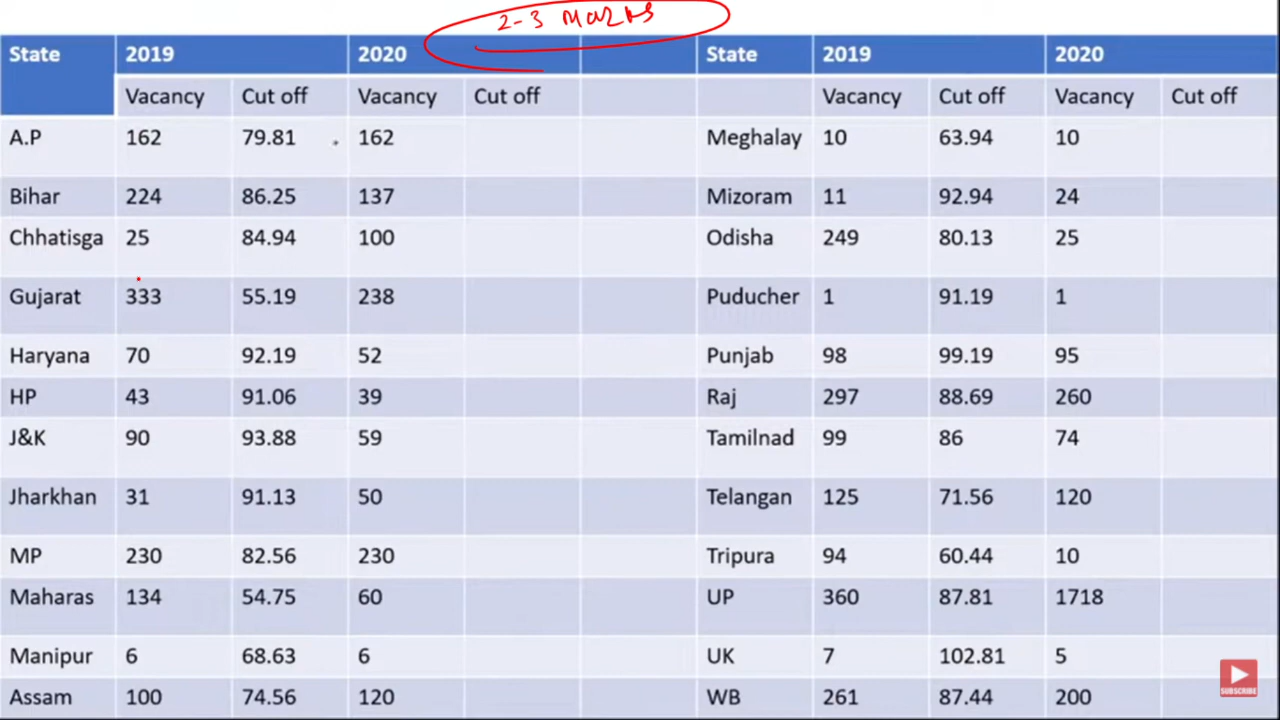 2-3 Marks
State 2019 2020 State 2019 2020
Vacancy Cut off Vacancy Cut off Vacancy Cut off Vacancy Cut off
A.P 162 79.81 162 Meghalay 10 63.94 10
Bihar 224 86.25 137 Mizoram 11 92.94 24
Chhatisga 25 84.94 100 Odisha 249 80.13 25
Gujarat 333 55.19 238 Puducher 1 91.19 1
Haryana 70 92.19 52 Punjab 98 99.19 95
HP 43 91.06 39 Raj 297 88.69 260
J&K 90 93.88 59 Tamilnad 99 86 74
Jharkhan 31 91.13 50 Telangan 125 71.56 120
MP 230 82.56 230 Tripura 94 60.44 10
Maharas 134 54.75 60 UP 360 87.81 1718
Manipur 6 68.63 6 UK 7 102.81 5
Assam 100 74.56 120 WB 261 87.44 200
SUBSCRIBE